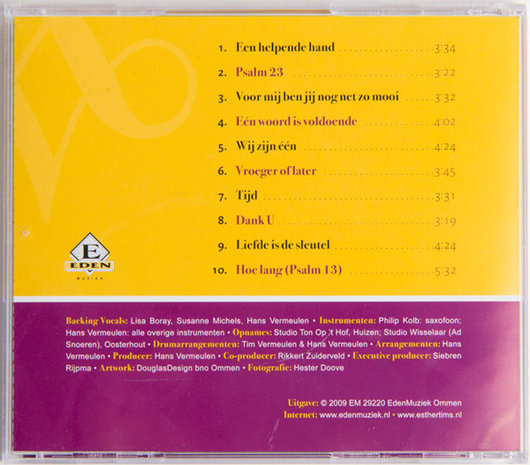 1. Een helpende hand 3:34
2. Psalm 23 3:22
3. Voor mij ben jij nog net zo mooi 3:32
4. Eén woord is voldoende 4:02
5. Wij zijn één 4:24
6. Vroeger of later 3:45
7. Tijd 3:31
8. Dank U 3:19
9. Liefde is de sleutel 4:24
10. Hoe lang (Psalm 13) 5:32
E
EDEN
MUZIEK
Backing Vocals: Lisa Boray, Susanne Michels, Hans Vermeulen • Instrumenten: Philip Kolb: saxofoon;
Hans Vermeulen: alle overige instrumenten • Opnames: Studio Ton Op 't Hof, Huizen; Studio Wisselaar (Ad
Snoeren), Oosterhout • Drumarrangementen: Tim Vermeulen & Hans Vermeulen • Arrangementen: Hans
Vermeulen • Producer: Hans Vermeulen • Co-producer: Rikkert Zuiderveld • Executive producer: Siebren
Rijpma • Artwork: DouglasDesign bno Ommen • Fotografie: Hester Doove
Uitgave: © 2009 EM 29220 EdenMuziek Ommen
Internet: www.edenmuziek.nl • www.esthertims.nl